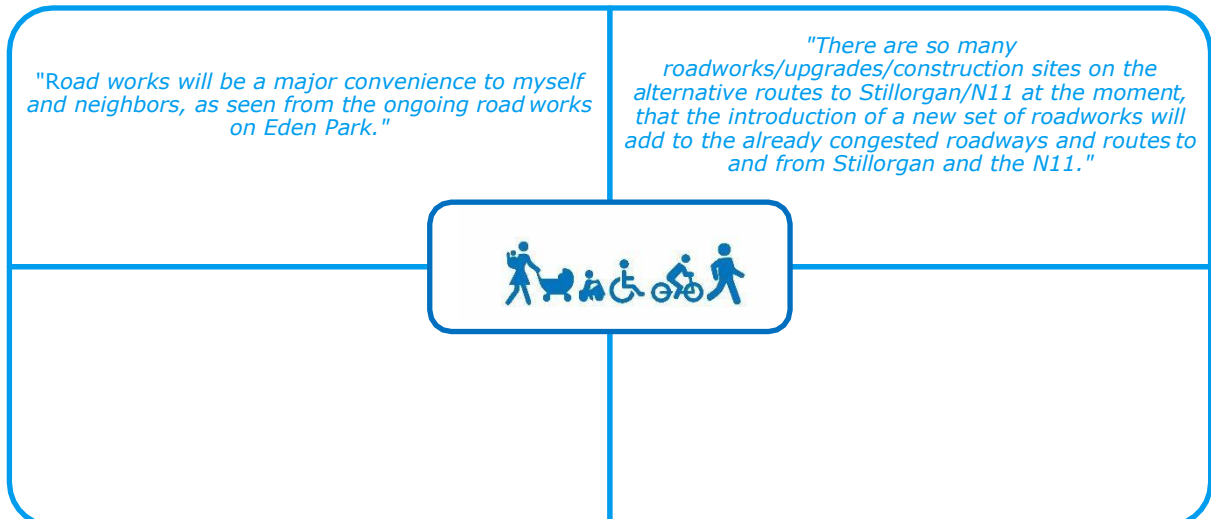 "Road works will be a major convenience to myself
and neighbors, as seen from the ongoing road works
on Eden Park."
"There are so many
roadworks/upgrades/construction sites on the
alternative routes to Stillorgan/N11 at the moment,
that the introduction of a new set of roadworks will
add to the already congested roadways and routes to
and from Stillorgan and the N11."